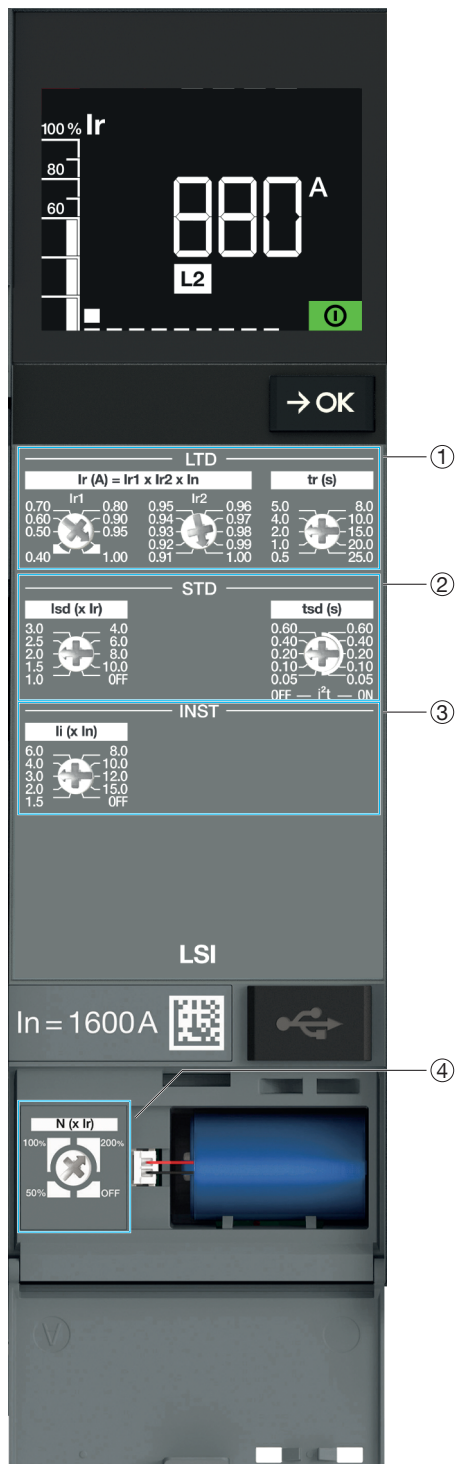 100 % Ir
80
60
880 A
L2
→ OK
①
LTD
Ir (A) = Ir1 x Ir2 x In
tr (s)
Ir1
Ir2
0.70 0.80 0.95 0.96 5.0 8.0
0.60 0.90 0.94 0.97 4.0 10.0
0.50 0.95 0.93 0.98 2.0 15.0
0.92 0.99 1.0 20.0
0.40 1.00 0.91 1.00 0.5 25.0
②
STD
Isd (x Ir)
tsd (s)
3.0 4.0 0.60 0.60
2.5 6.0 0.40 0.40
2.0 8.0 0.20 0.20
1.5 10.0 0.10 0.10
1.0 OFF 0.05 0.05
OFF — i²t — ON
③
INST
Ii (x In)
6.0 8.0
4.0 10.0
3.0 12.0
2.0 15.0
1.5 OFF
LSI
In = 1600 A
④
N (x Ir)
100% 200%
50% OFF
V